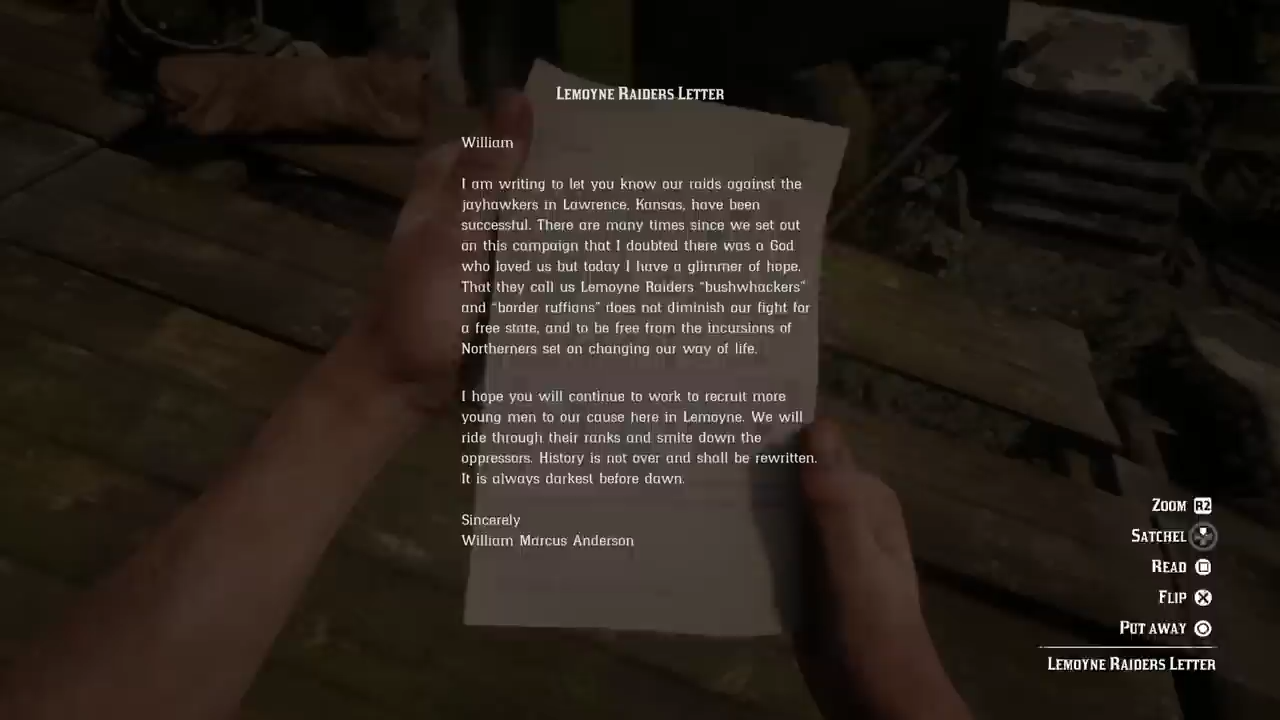 LEMOYNE RAIDERS LETTER
William
I am writing to let you know our raids against the
jayhawkers in Lawrence, Kansas, have been
successful. There are many times since we set out
on this campaign that I doubted there was a God
who loved us but today I have a glimmer of hope.
That they call us Lemoyne Raiders "bushwhackers"
and "border ruffians" does not diminish our fight for
a free state, and to be free from the incursions of
Northerners set on changing our way of life.
I hope you will continue to work to recruit more
young men to our cause here in Lemoyne. We will
ride through their ranks and smite down the
oppressors. History is not over and shall be rewritten.
It is always darkest before dawn.
Sincerely
William Marcus Anderson
ZOOM R2
SATCHEL
READ
FLIP
PUT AWAY
LEMOYNE RAIDERS LETTER